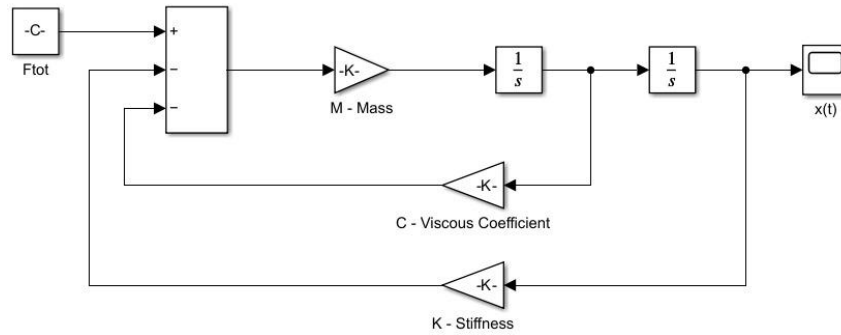 -C-
Ftot
+
−
−
-K-
M - Mass
1
s
1
s
x(t)
-K-
C - Viscous Coefficient
-K-
K - Stiffness